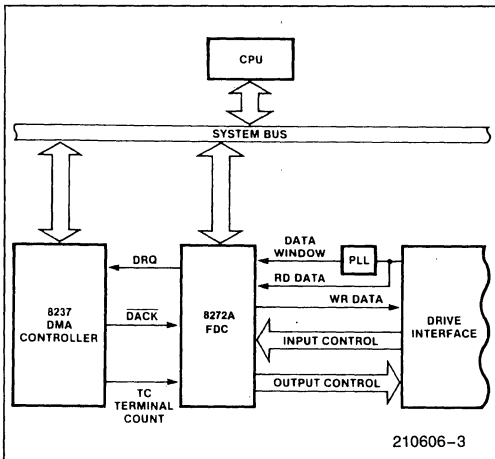 CPU
SYSTEM BUS
8237
DMA
CONTROLLER
DRQ
DACK
TC
TERMINAL
COUNT
8272A
FDC
DATA
WINDOW
PLL
RD DATA
WR DATA
INPUT CONTROL
OUTPUT CONTROL
DRIVE
INTERFACE
210606-3